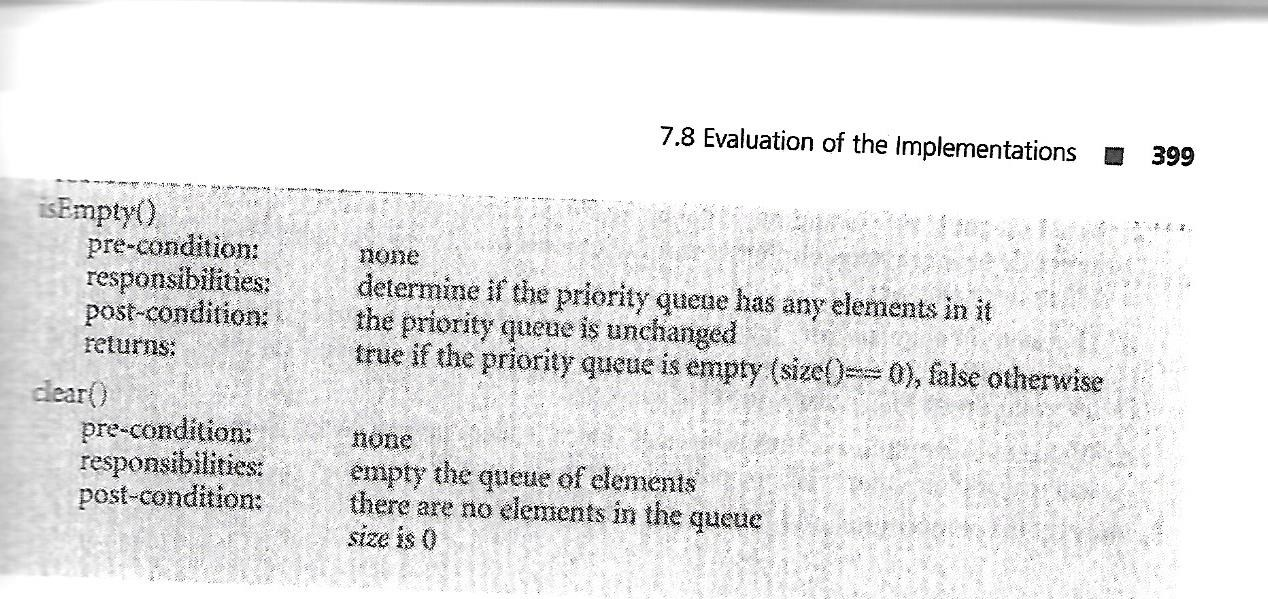 7.8 Evaluation of the Implementations ■ 399
isEmpty()
pre-condition: none
responsibilities: determine if the priority queue has any elements in it
post-condition: the priority queue is unchanged
returns: true if the priority queue is empty (size()== 0), false otherwise
clear()
pre-condition: none
responsibilities: empty the queue of elements
post-condition: there are no elements in the queue
size is 0